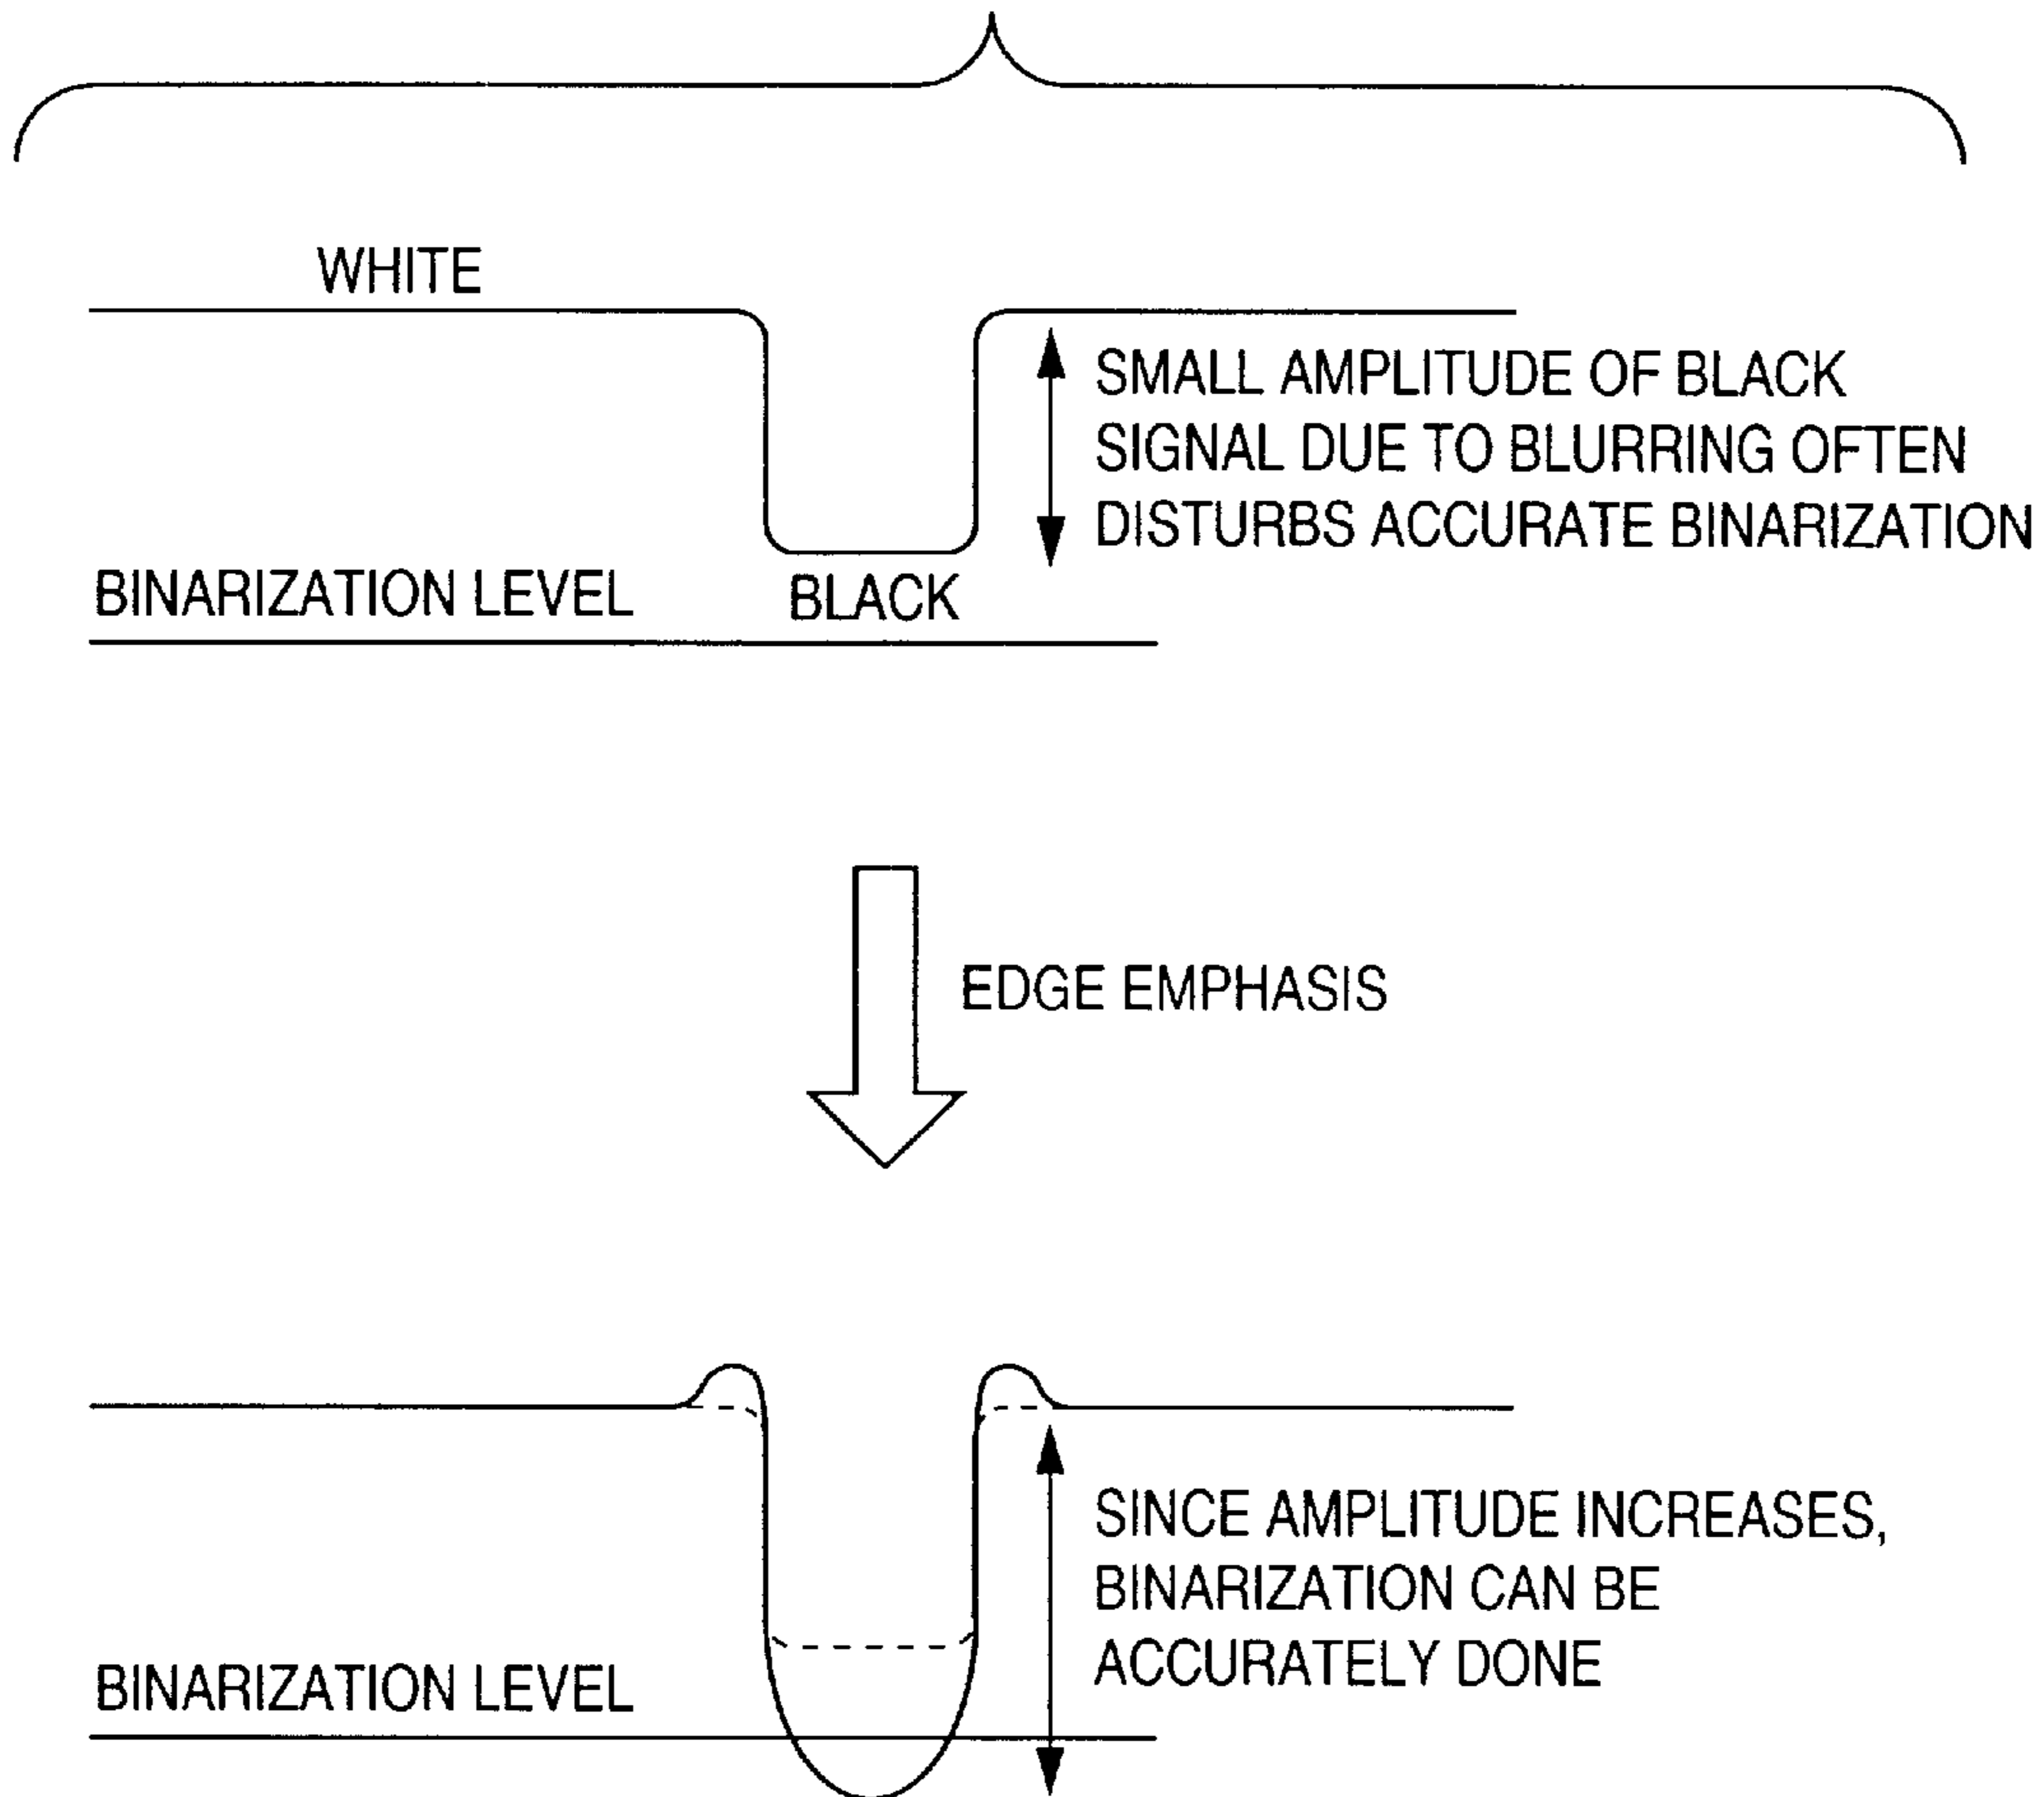 WHITE
SMALL AMPLITUDE OF BLACK
SIGNAL DUE TO BLURRING OFTEN
DISTURBS ACCURATE BINARIZATION
BINARIZATION LEVEL
BLACK
EDGE EMPHASIS
SINCE AMPLITUDE INCREASES,
BINARIZATION CAN BE
ACCURATELY DONE
BINARIZATION LEVEL